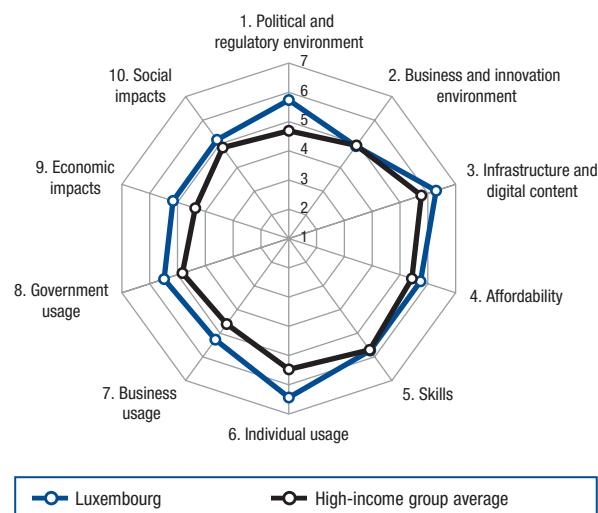 1. Political and
regulatory environment
10. Social
impacts
2. Business and innovation
environment
9. Economic
impacts
3. Infrastructure and
digital content
8. Government
usage
4. Affordability
7. Business
usage
5. Skills
6. Individual usage
7
6
5
4
3
2
1
Luxembourg
High-income group average